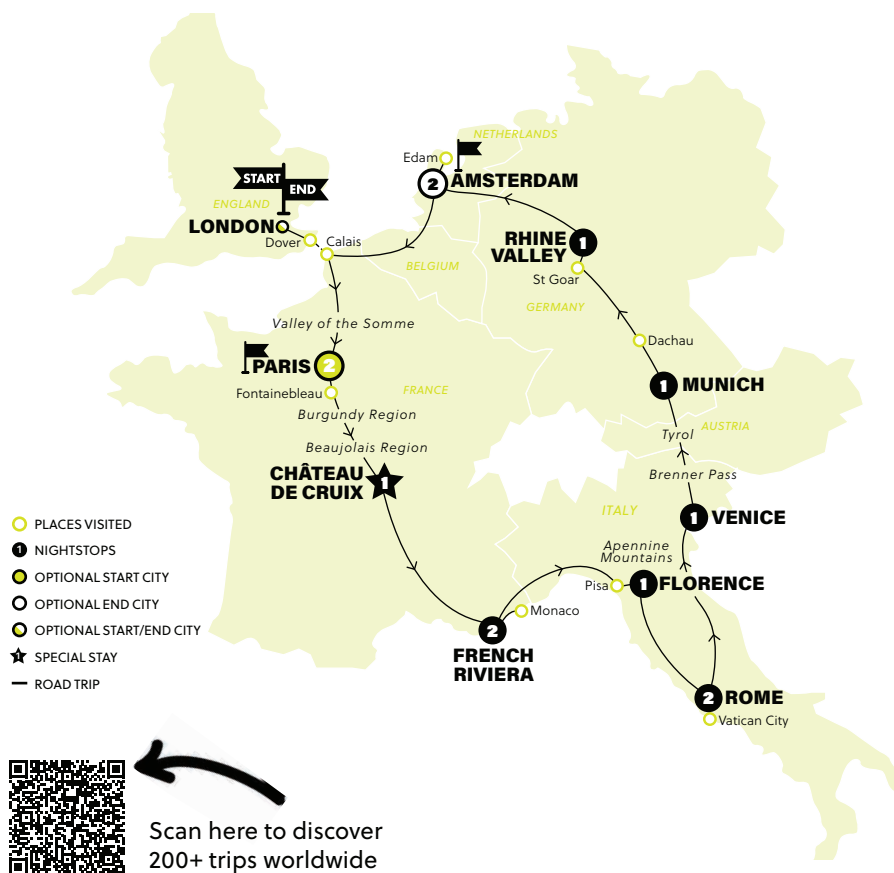 NETHERLANDS
Edam
2
AMSTERDAM
START
END
ENGLAND
LONDON
Dover
Calais
BELGIUM
RHINE
VALLEY
1
St Goar
GERMANY
Valley of the Somme
Dachau
PARIS
2
Fontainebleau
FRANCE
1
MUNICH
Burgundy Region
Beaujolais Region
Tyrol
AUSTRIA
CHÂTEAU
DE CRUIX
1
Brenner Pass
ITALY
1
VENICE
Apennine
Mountains
Pisa
1
FLORENCE
Monaco
2
FRENCH
RIVIERA
2
ROME
Vatican City
PLACES VISITED
1 NIGHTSTOPS
OPTIONAL START CITY
OPTIONAL END CITY
OPTIONAL START/END CITY
1 SPECIAL STAY
ROAD TRIP
Scan here to discover
200+ trips worldwide